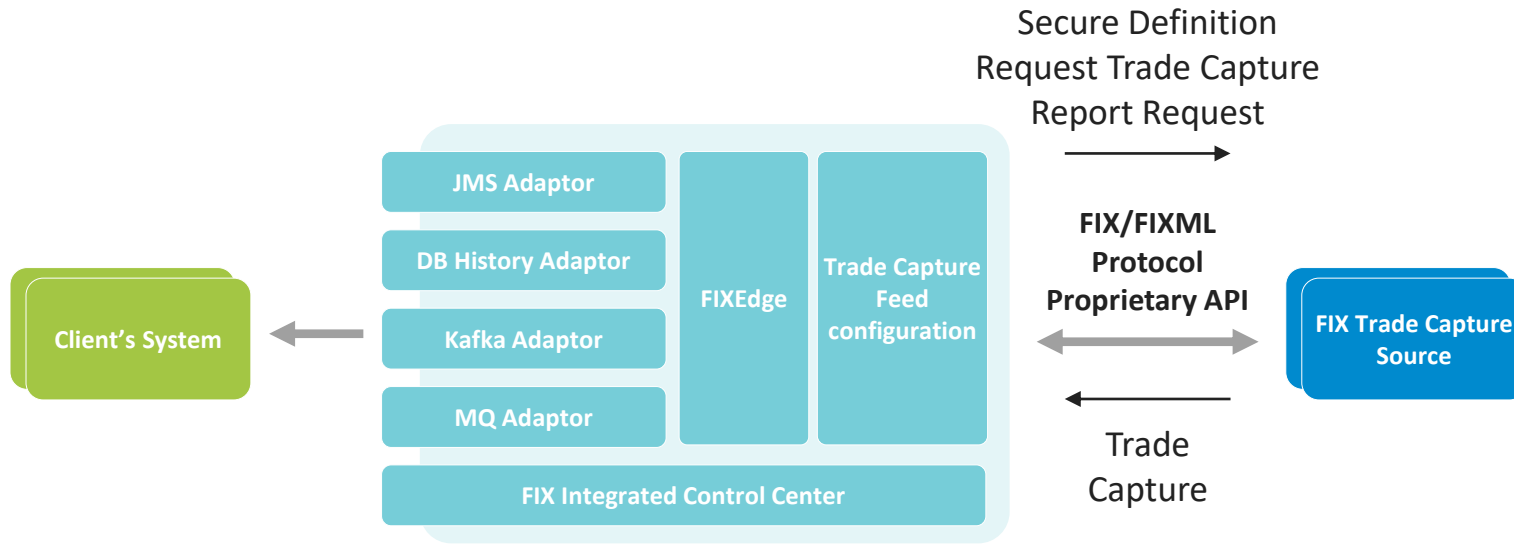 Secure Definition
Request Trade Capture
Report Request
JMS Adaptor
DB History Adaptor
Kafka Adaptor
MQ Adaptor
FIXEdge
Trade Capture
Feed
configuration
FIX Integrated Control Center
Client’s System
FIX/FIXML
Protocol
Proprietary API
FIX Trade Capture
Source
Trade
Capture